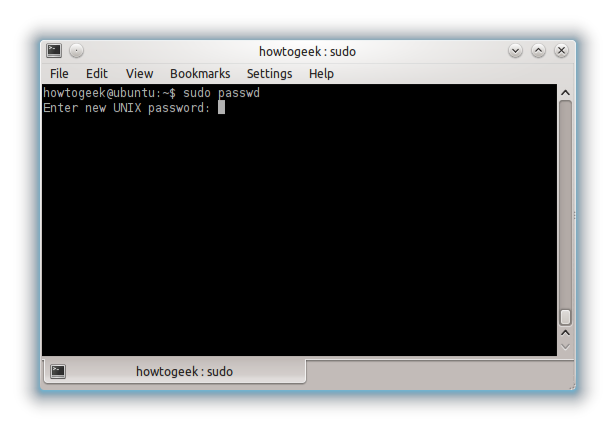 howtogeek : sudo
File Edit View Bookmarks Settings Help
howtogeek@ubuntu:~$ sudo passwd
Enter new UNIX password:
howtogeek : sudo